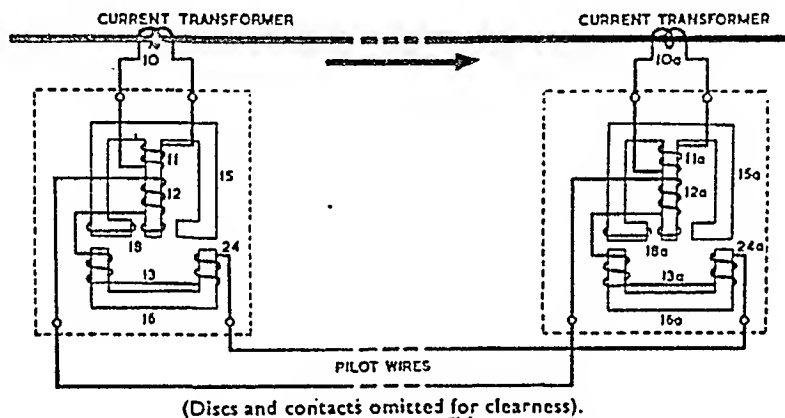 CURRENT TRANSFORMER CURRENT TRANSFORMER
10 10a
11 11a
12 15 12a 15a
18 24 18a 24a
13 13a
16 16a
PILOT WIRES
(Discs and contacts omitted for clearness).